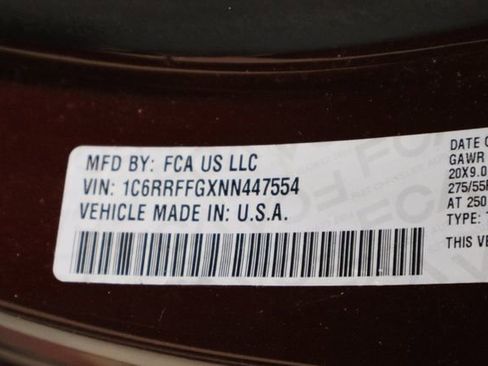 MFD BY: FCA US LLC
VIN: 1C6RRFFGXNN447554
VEHICLE MADE IN: U.S.A.
DATE O
GAWR
20X9.0
275/55R
AT 250
TYPE: T
THIS VE